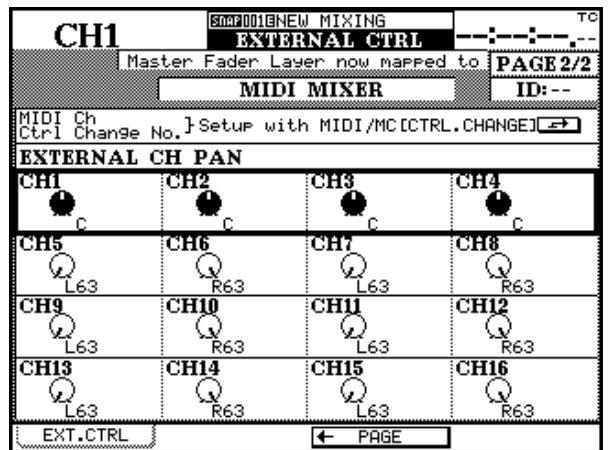 CH1
SNAP001 NEW MIXING
EXTERNAL CTRL
TC
--:--:--.--
Master Fader Layer now mapped to
PAGE 2/2
MIDI MIXER
ID:--
MIDI Ch
Ctrl Change No. } Setup with MIDI/MC[CTRL.CHANGE]
EXTERNAL CH PAN
CH1 CH2 CH3 CH4
C C C C
CH5 CH6 CH7 CH8
L63 R63 L63 R63
CH9 CH10 CH11 CH12
L63 R63 L63 R63
CH13 CH14 CH15 CH16
L63 R63 L63 R63
EXT.CTRL
← PAGE